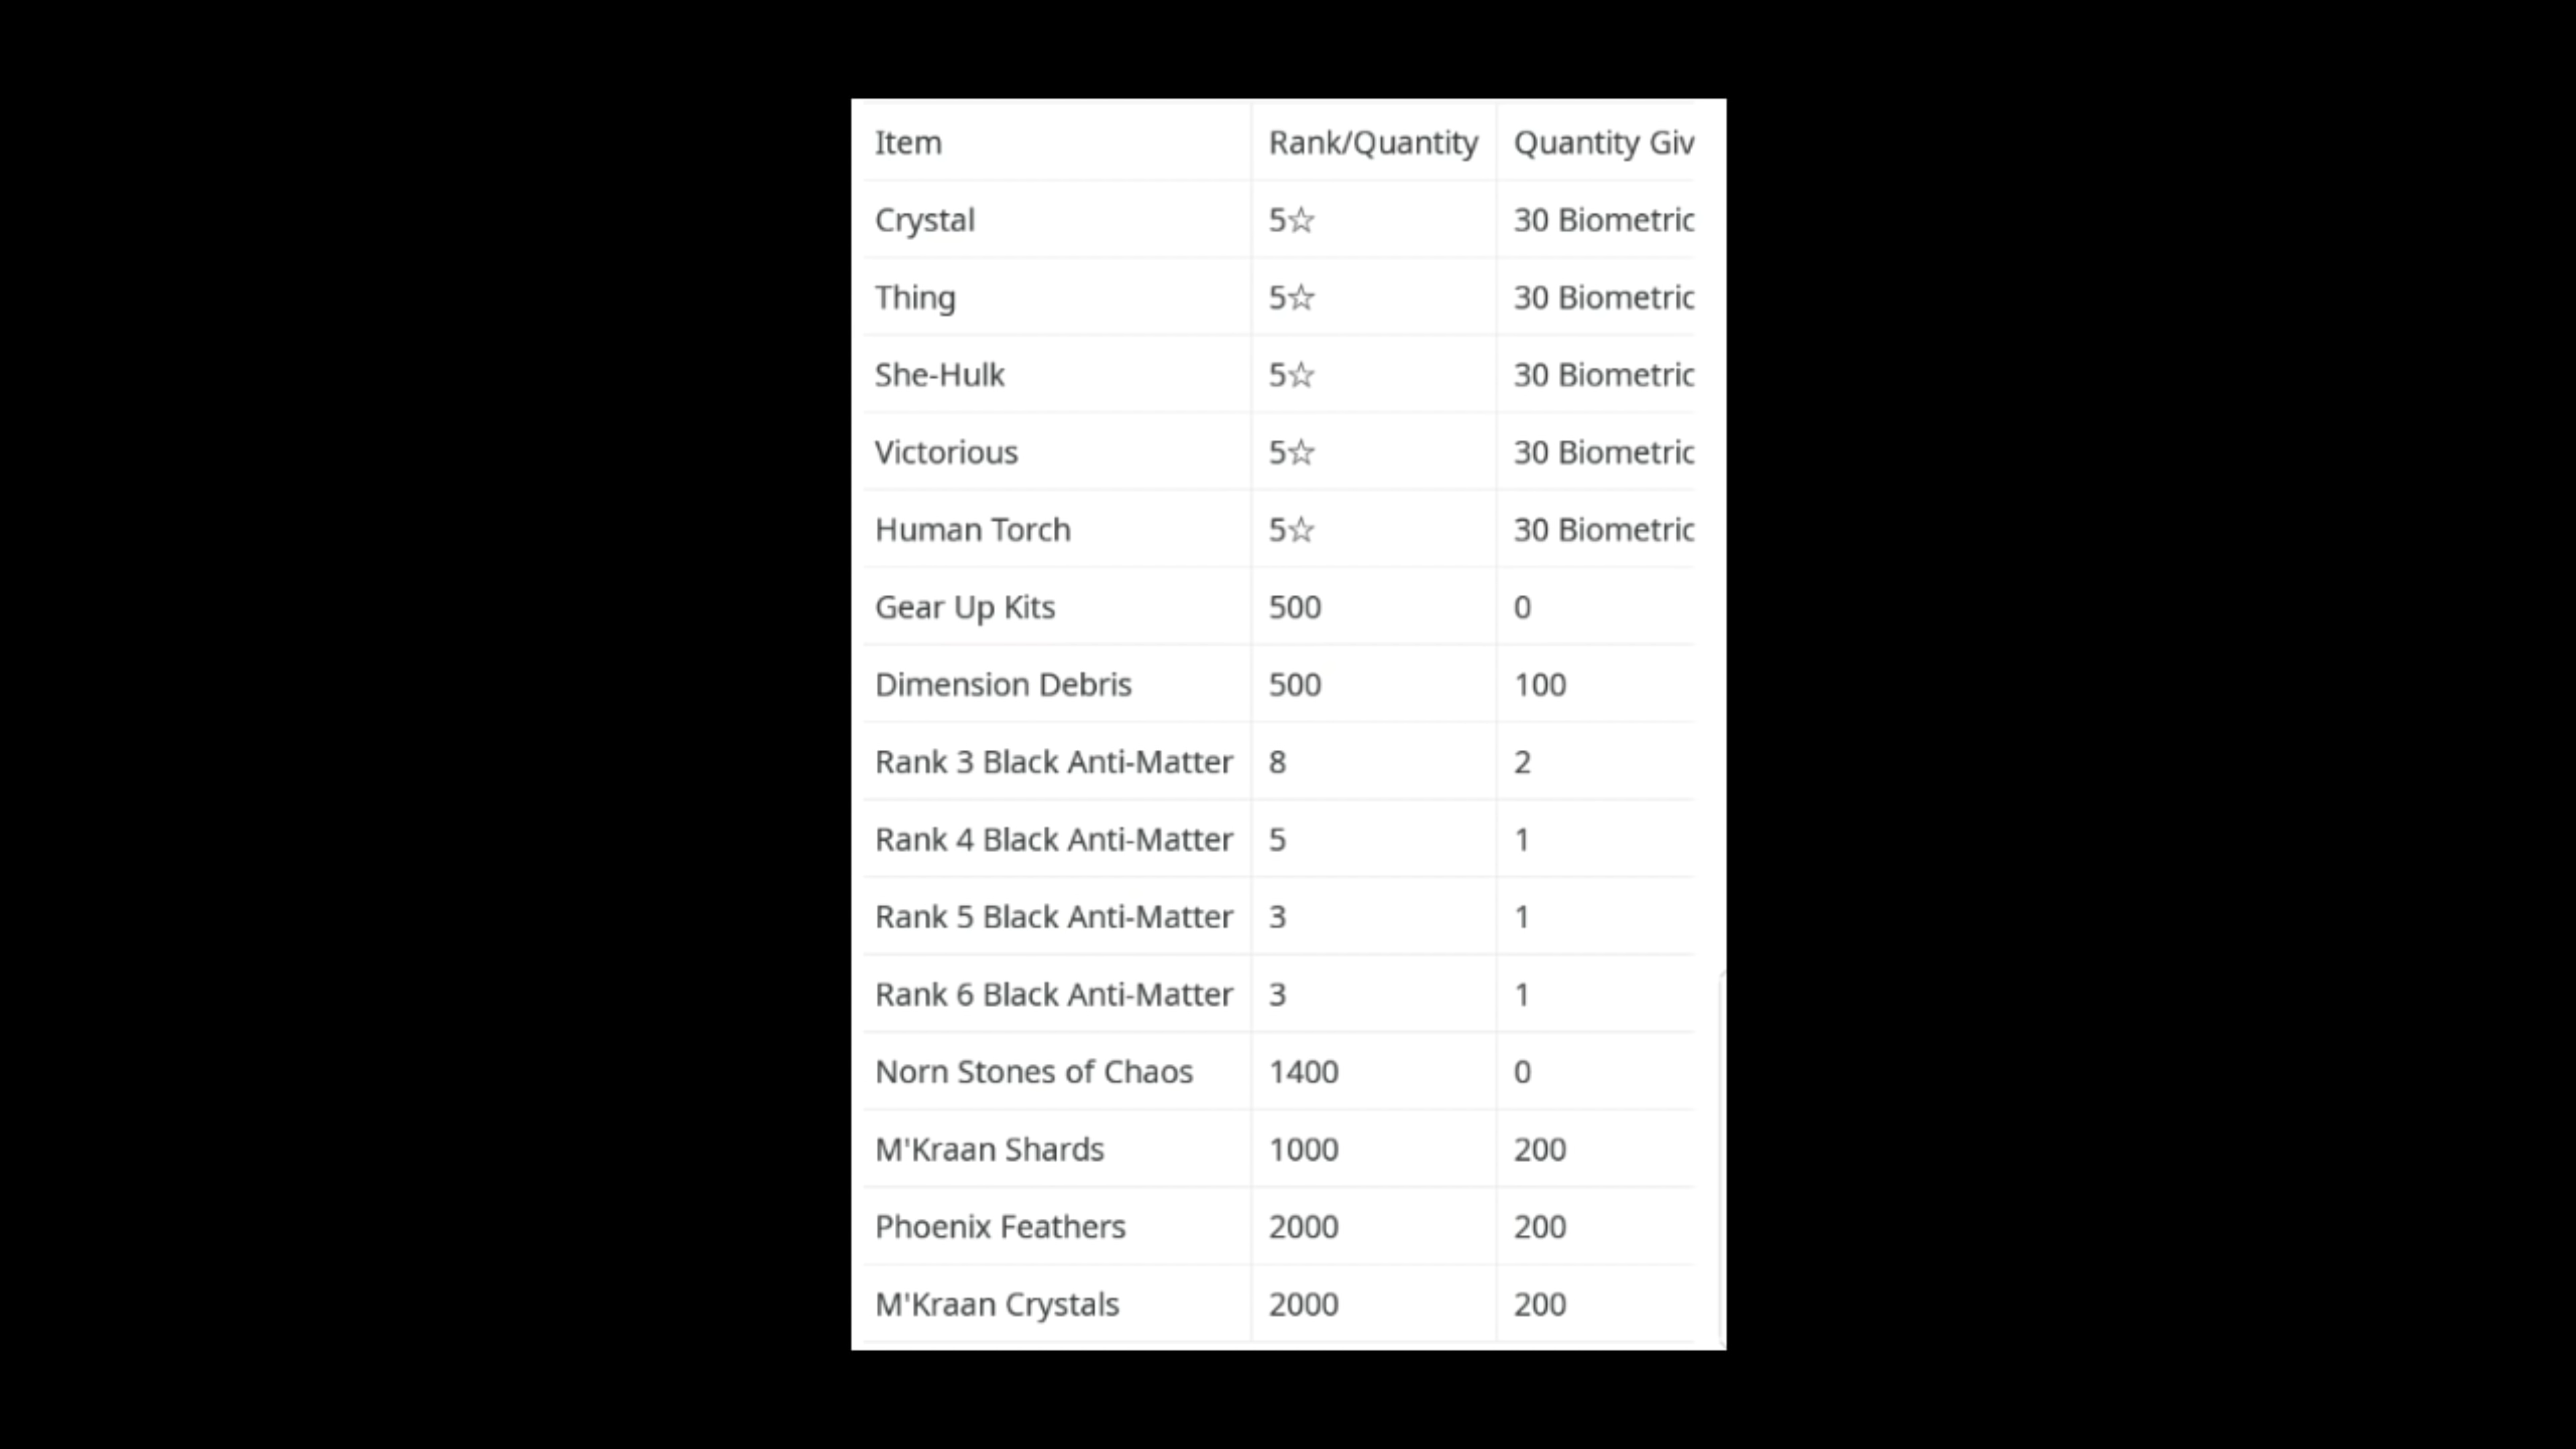 Item Rank/Quantity Quantity Giv
Crystal 5☆ 30 Biometric
Thing 5☆ 30 Biometric
She-Hulk 5☆ 30 Biometric
Victorious 5☆ 30 Biometric
Human Torch 5☆ 30 Biometric
Gear Up Kits 500 0
Dimension Debris 500 100
Rank 3 Black Anti-Matter 8 2
Rank 4 Black Anti-Matter 5 1
Rank 5 Black Anti-Matter 3 1
Rank 6 Black Anti-Matter 3 1
Norn Stones of Chaos 1400 0
M'Kraan Shards 1000 200
Phoenix Feathers 2000 200
M'Kraan Crystals 2000 200